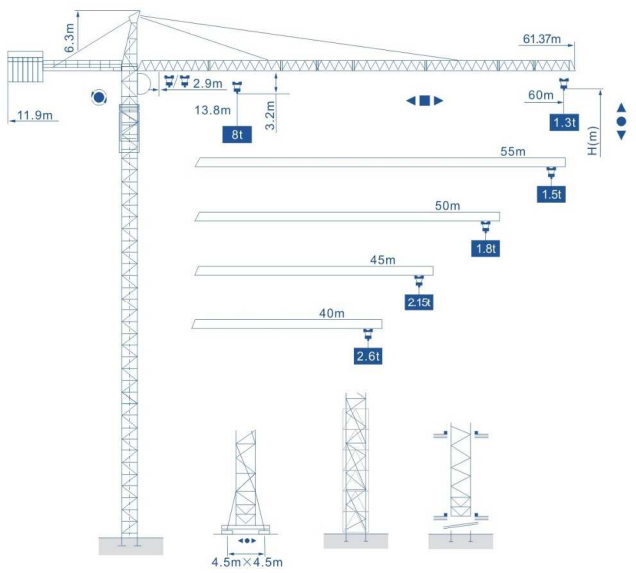 6.3m
61.37m
2.9m
11.9m
13.8m
3.2m
60m
8t
1.3t
H(m)
55m
1.5t
50m
1.8t
45m
2.15t
40m
2.6t
4.5m×4.5m